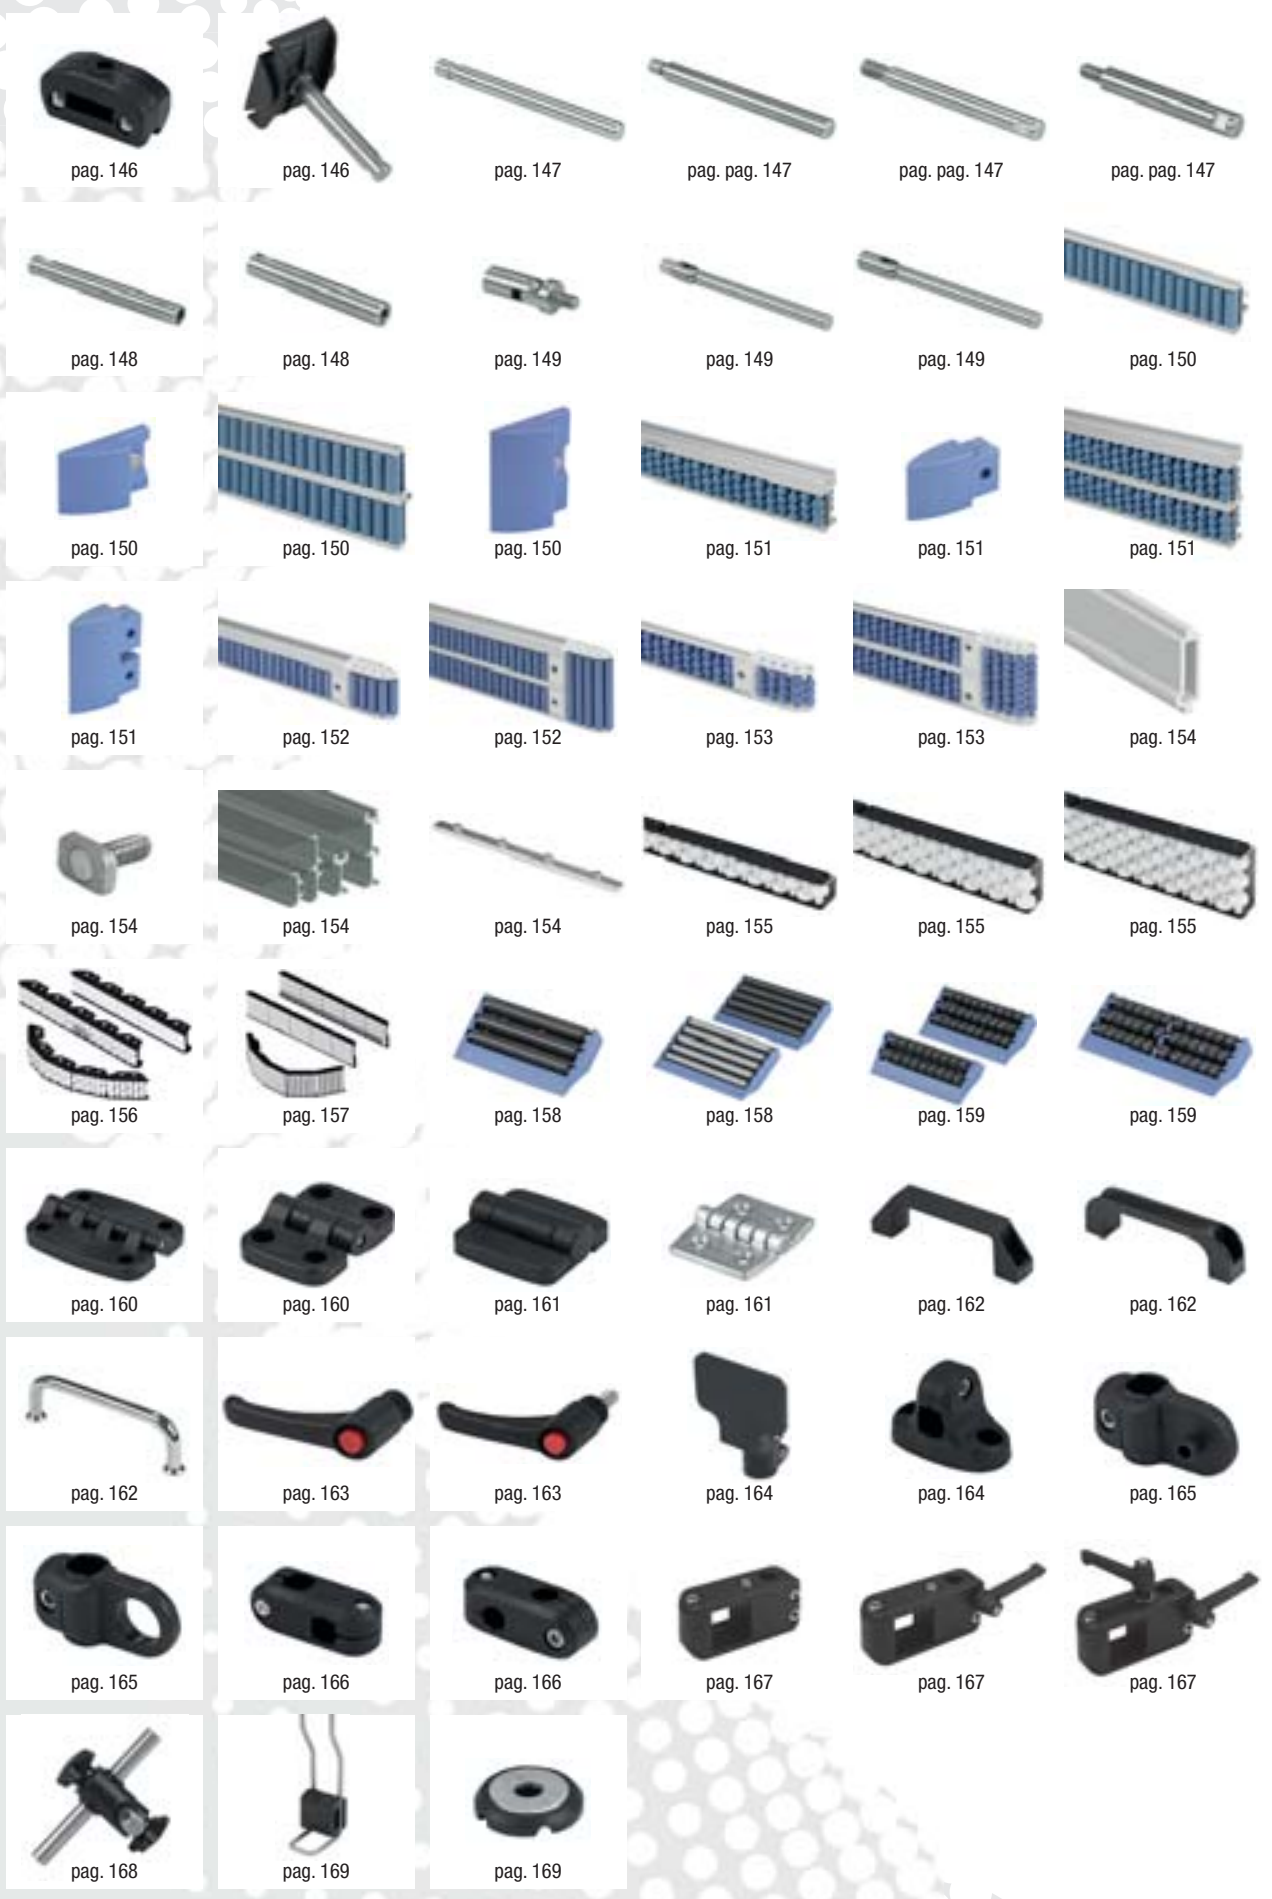 pag. 146
pag. 146
pag. 147
pag. pag. 147
pag. pag. 147
pag. pag. 147
pag. 148
pag. 148
pag. 149
pag. 149
pag. 149
pag. 150
pag. 150
pag. 150
pag. 150
pag. 151
pag. 151
pag. 151
pag. 151
pag. 152
pag. 152
pag. 153
pag. 153
pag. 154
pag. 154
pag. 154
pag. 154
pag. 155
pag. 155
pag. 155
pag. 156
pag. 157
pag. 158
pag. 158
pag. 159
pag. 159
pag. 160
pag. 160
pag. 161
pag. 161
pag. 162
pag. 162
pag. 162
pag. 163
pag. 163
pag. 164
pag. 164
pag. 165
pag. 165
pag. 166
pag. 166
pag. 167
pag. 167
pag. 167
pag. 168
pag. 169
pag. 169